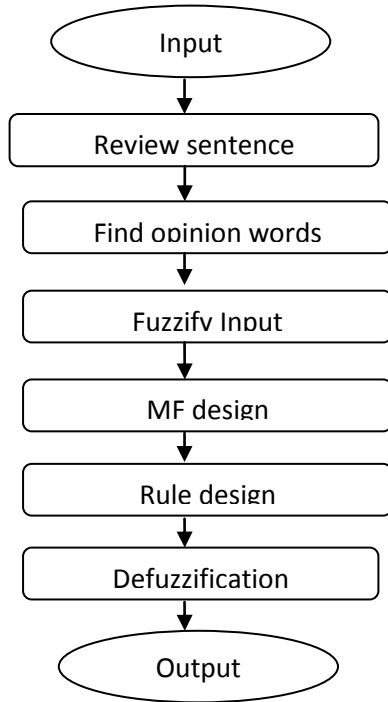 Input
Review sentence
Find opinion words
Fuzzify Input
MF design
Rule design
Defuzzification
Output